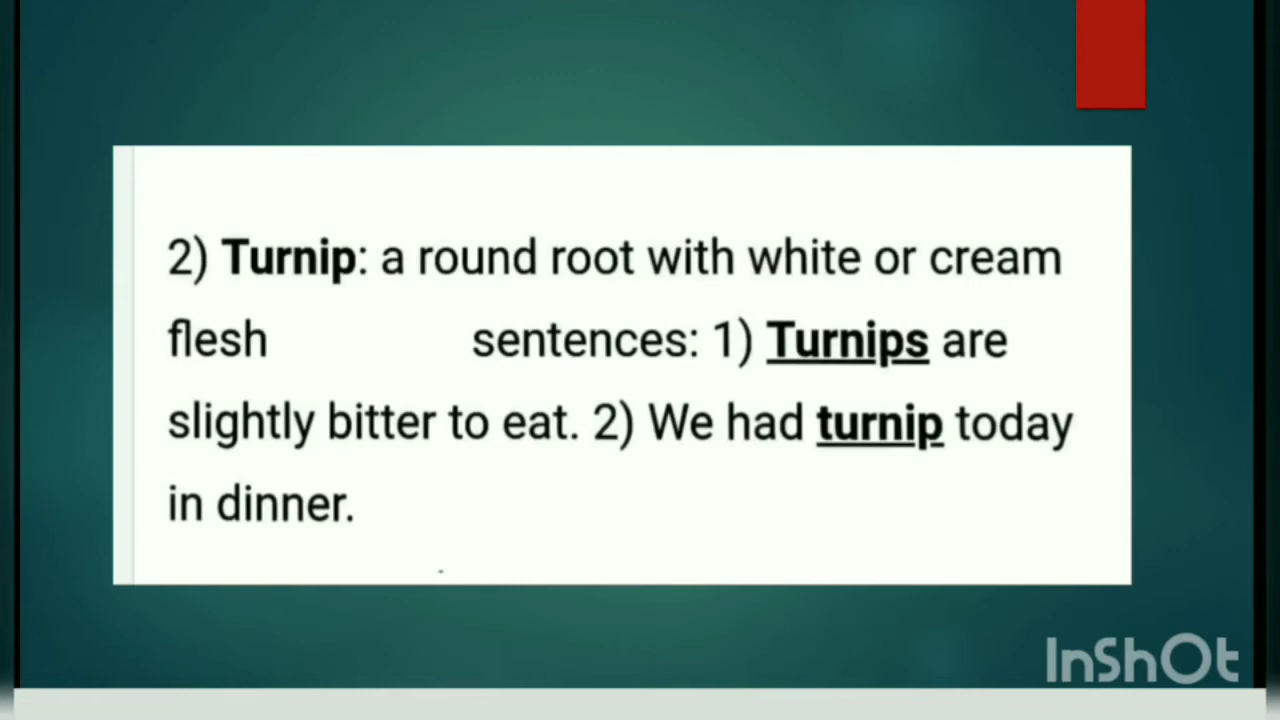 2) Turnip: a round root with white or cream
flesh sentences: 1) Turnips are
slightly bitter to eat. 2) We had turnip today
in dinner.
InShOt